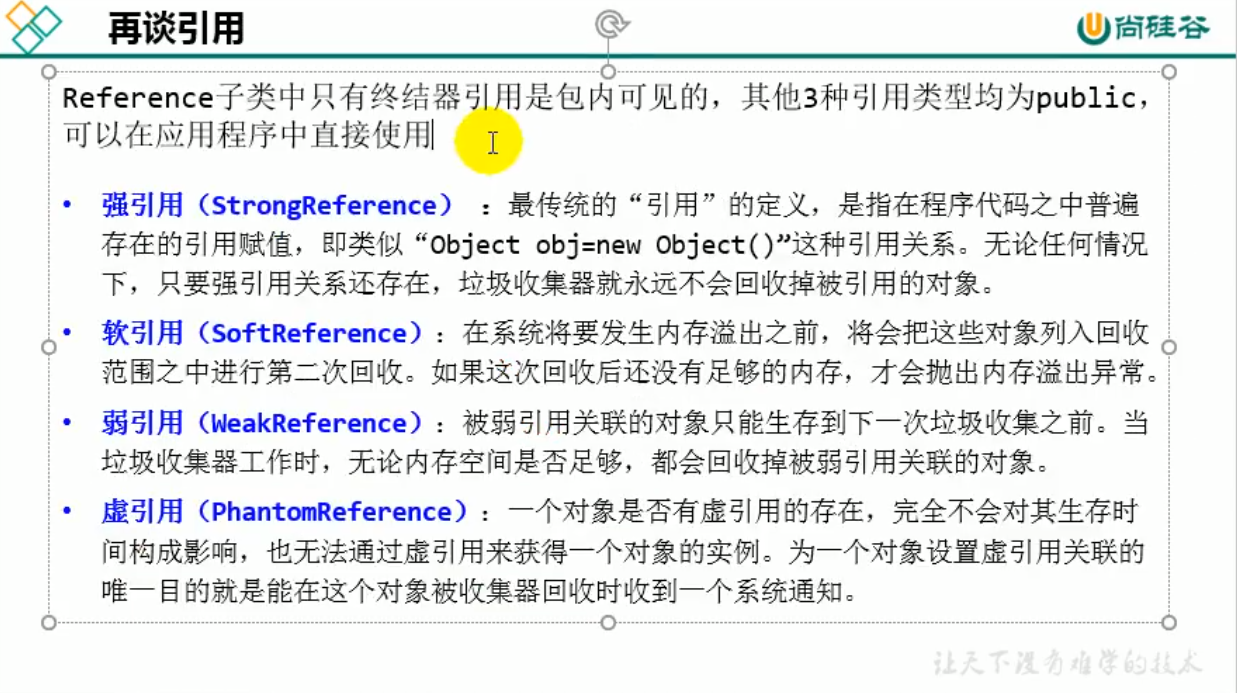 再谈引用
尚硅谷
Reference子类中只有终结器引用是包内可见的，其他3种引用类型均为public，
可以在应用程序中直接使用
• 强引用（StrongReference）：最传统的“引用”的定义，是指在程序代码之中普遍
存在的引用赋值，即类似“Object obj=new Object()”这种引用关系。无论任何情况
下，只要强引用关系还存在，垃圾收集器就永远不会回收掉被引用的对象。
• 软引用（SoftReference）：在系统将要发生内存溢出之前，将会把这些对象列入回收
范围之中进行第二次回收。如果这次回收后还没有足够的内存，才会抛出内存溢出异常。
• 弱引用（WeakReference）：被弱引用关联的对象只能生存到下一次垃圾收集之前。当
垃圾收集器工作时，无论内存空间是否足够，都会回收掉被弱引用关联的对象。
• 虚引用（PhantomReference）：一个对象是否有虚引用的存在，完全不会对其生存时
间构成影响，也无法通过虚引用来获得一个对象的实例。为一个对象设置虚引用关联的
唯一目的就是能在这个对象被收集器回收时收到一个系统通知。
让天下没有难学的技术